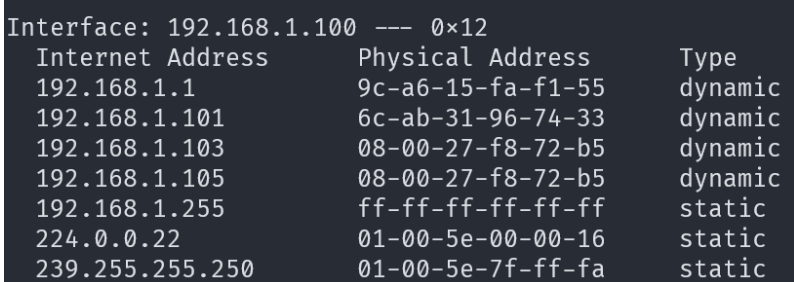 Interface: 192.168.1.100 --- 0×12
Internet Address Physical Address Type
192.168.1.1 9c-a6-15-fa-f1-55 dynamic
192.168.1.101 6c-ab-31-96-74-33 dynamic
192.168.1.103 08-00-27-f8-72-b5 dynamic
192.168.1.105 08-00-27-f8-72-b5 dynamic
192.168.1.255 ff-ff-ff-ff-ff-ff static
224.0.0.22 01-00-5e-00-00-16 static
239.255.255.250 01-00-5e-7f-ff-fa static